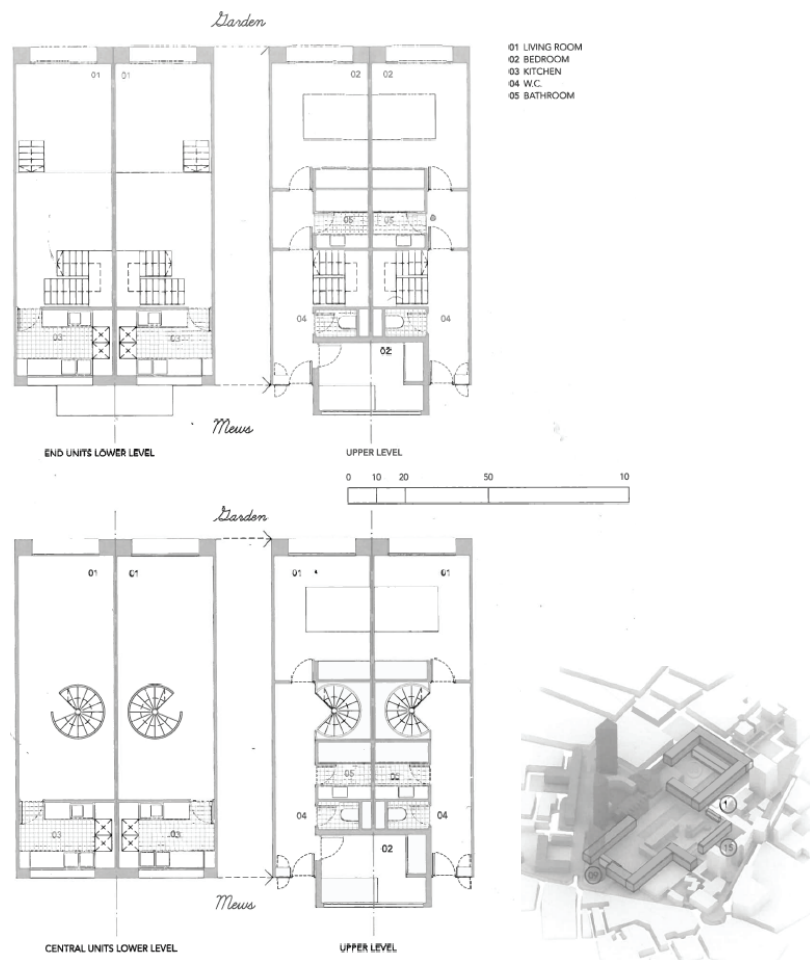 Garden
01 LIVING ROOM
02 BEDROOM
03 KITCHEN
04 W.C.
05 BATHROOM
01 01 02 02
05 05
04 04
03 03 02
Mews
END UNITS LOWER LEVEL UPPER LEVEL
0 10 20 50 10
Garden
01 01 01 01
05 05
04 04
03 03 02
09 15
Mews
CENTRAL UNITS LOWER LEVEL UPPER LEVEL